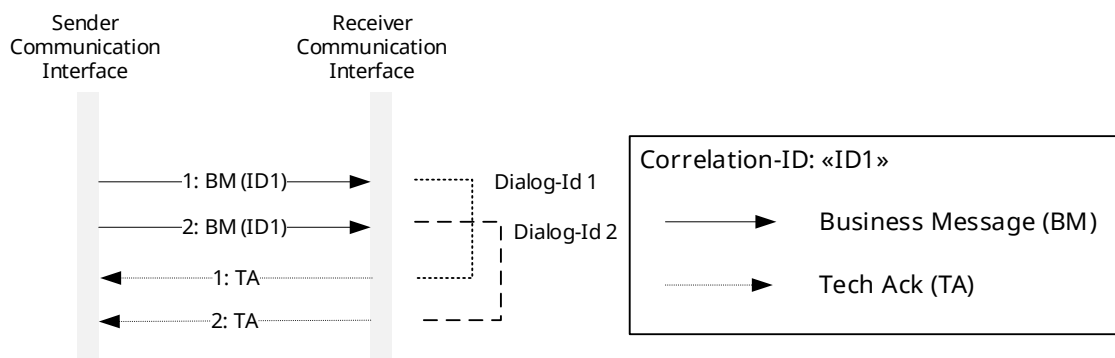 Sender
Communication
Interface
Receiver
Communication
Interface
1: BM (ID1)
2: BM (ID1)
1: TA
2: TA
Dialog-Id 1
Dialog-Id 2
Correlation-ID: «ID1»
Business Message (BM)
Tech Ack (TA)